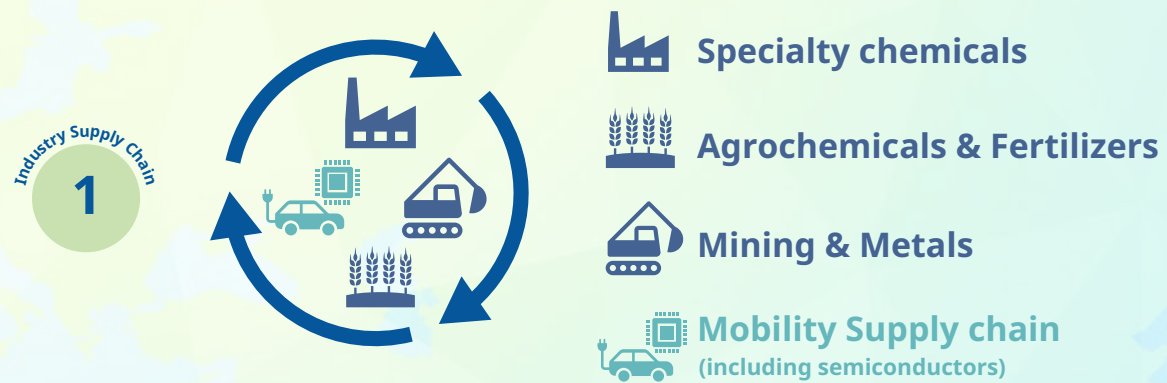 Industry Supply Chain
1
Specialty chemicals
Agrochemicals & Fertilizers
Mining & Metals
Mobility Supply chain
(including semiconductors)